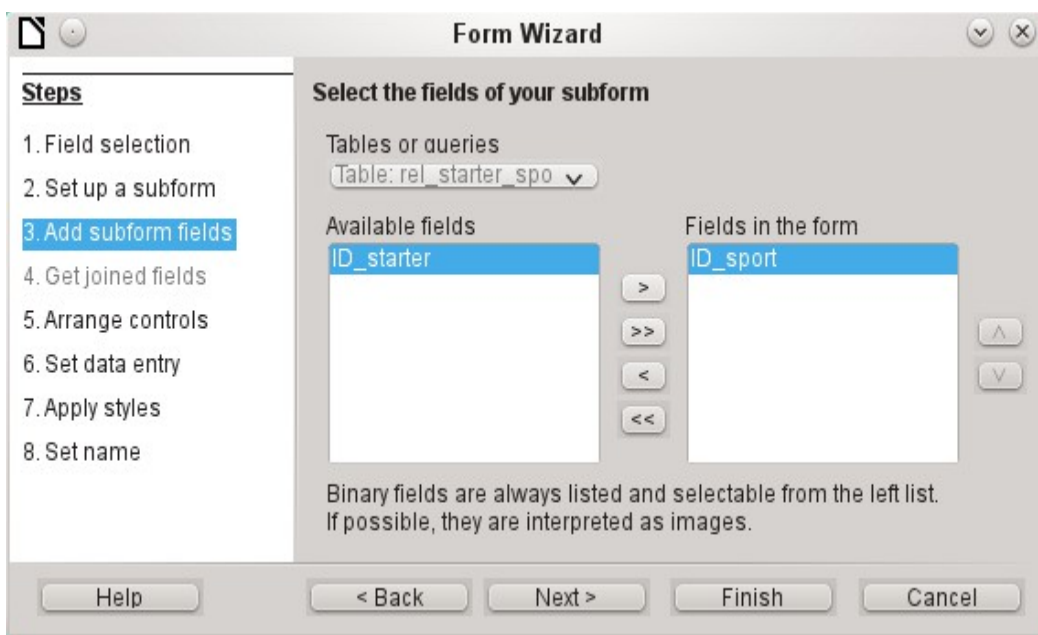 Form Wizard
Steps
1. Field selection
2. Set up a subform
3. Add subform fields
4. Get joined fields
5. Arrange controls
6. Set data entry
7. Apply styles
8. Set name
Select the fields of your subform
Tables or queries
Table: rel_starter_spo
Available fields
ID_starter
>
>>
<
<<
Fields in the form
ID_sport
Binary fields are always listed and selectable from the left list.
If possible, they are interpreted as images.
Help
< Back
Next >
Finish
Cancel